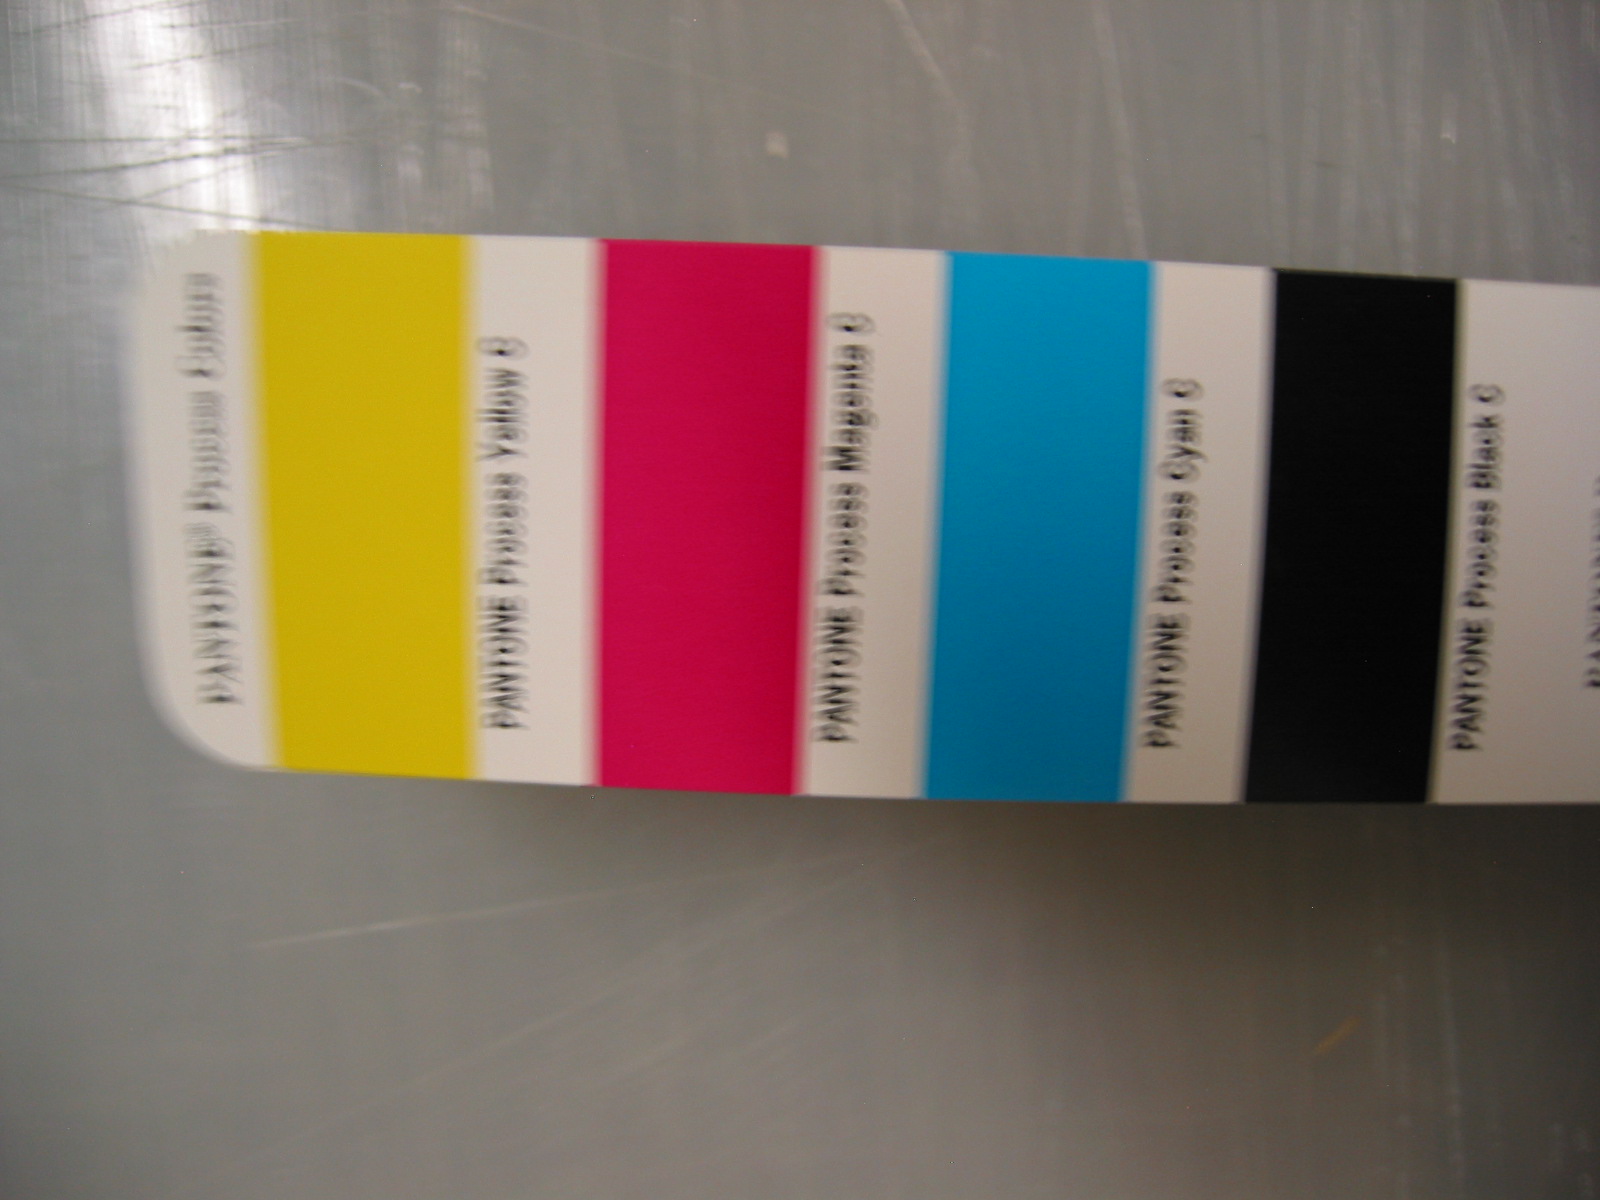 PANTONE® Process Colors
PANTONE Process Yellow C
PANTONE Process Magenta C
PANTONE Process Cyan C
PANTONE Process Black C